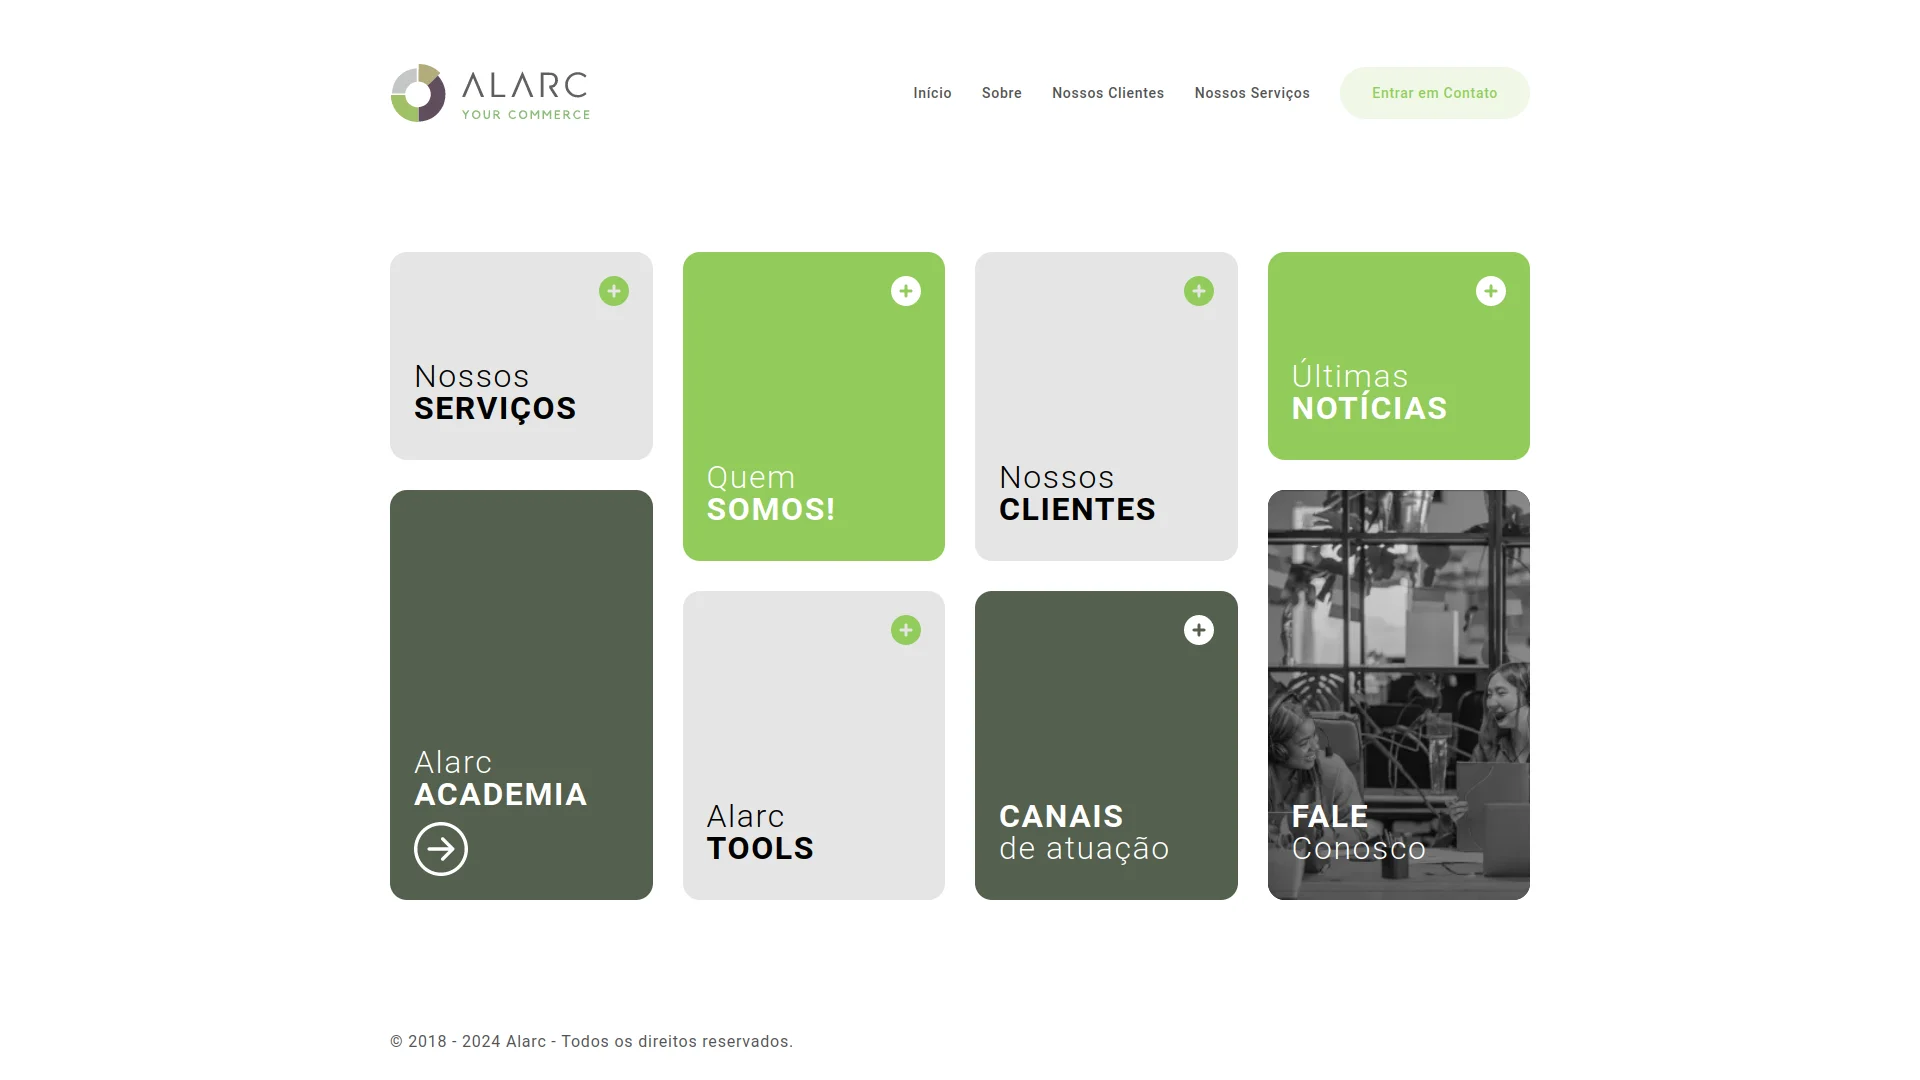 ALARC
YOUR COMMERCE
Início
Sobre
Nossos Clientes
Nossos Serviços
Entrar em Contato
Nossos
SERVIÇOS
Quem
SOMOS!
Nossos
CLIENTES
Últimas
NOTÍCIAS
Alarc
ACADEMIA
Alarc
TOOLS
CANAIS
de atuação
FALE
Conosco
© 2018 - 2024 Alarc - Todos os direitos reservados.